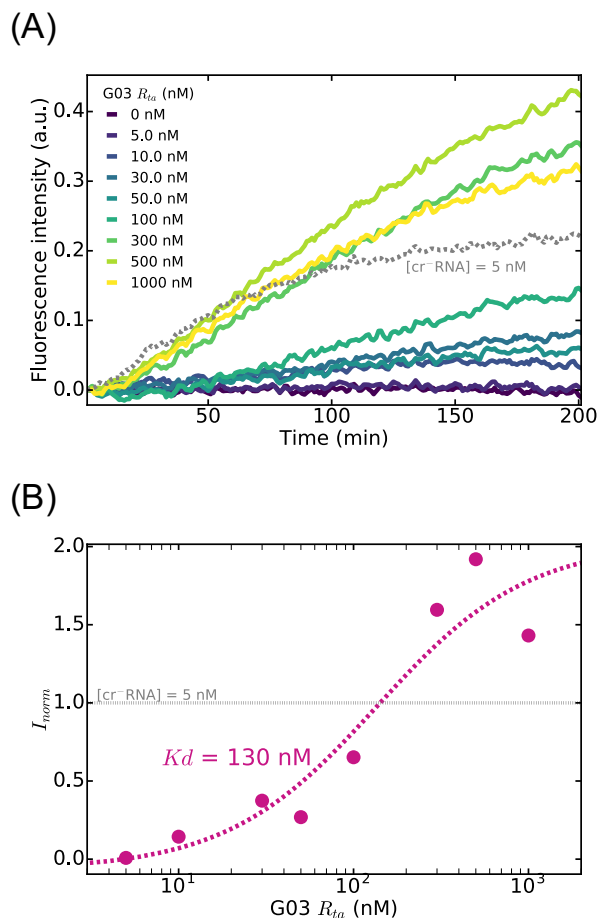 (A)
G03 Rta (nM)
0 nM
5.0 nM
10.0 nM
30.0 nM
50.0 nM
100 nM
300 nM
500 nM
1000 nM
[cr⁻RNA] = 5 nM
Fluorescence intensity (a.u.)
0.4
0.3
0.2
0.1
0.0
50
100
150
200
Time (min)
(B)
2.0
1.5
1.0
0.5
0.0
Inorm
[cr⁻RNA] = 5 nM
Kd = 130 nM
10¹
10²
10³
G03 Rta (nM)